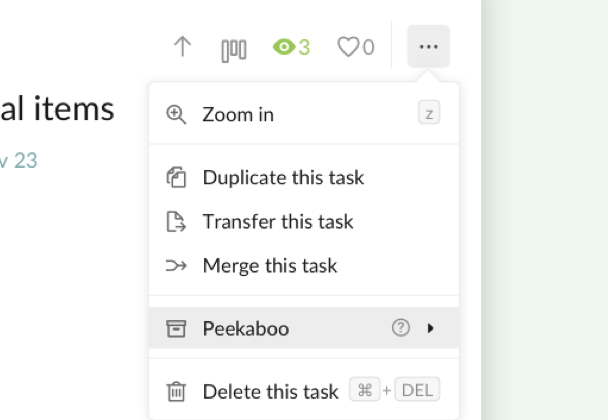 3 0 ...
al items
v 23
Zoom in z
Duplicate this task
Transfer this task
Merge this task
Peekaboo ?
Delete this task ⌘ + DEL